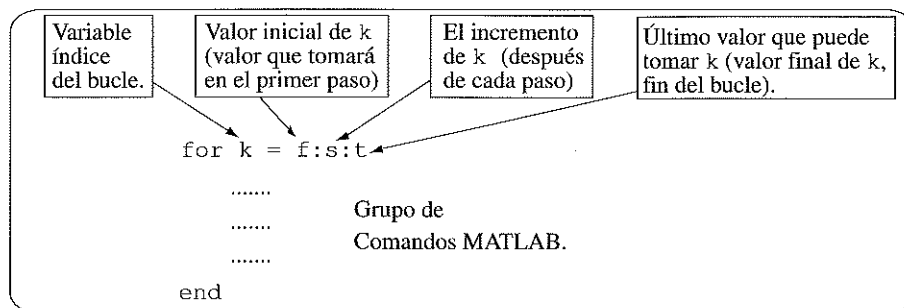 Variable
índice
del bucle.
Valor inicial de k
(valor que tomará
en el primer paso)
El incremento
de k (después
de cada paso)
Último valor que puede
tomar k (valor final de k,
fin del bucle).
for k = f:s:t
.......
.......
.......
Grupo de
Comandos MATLAB.
end